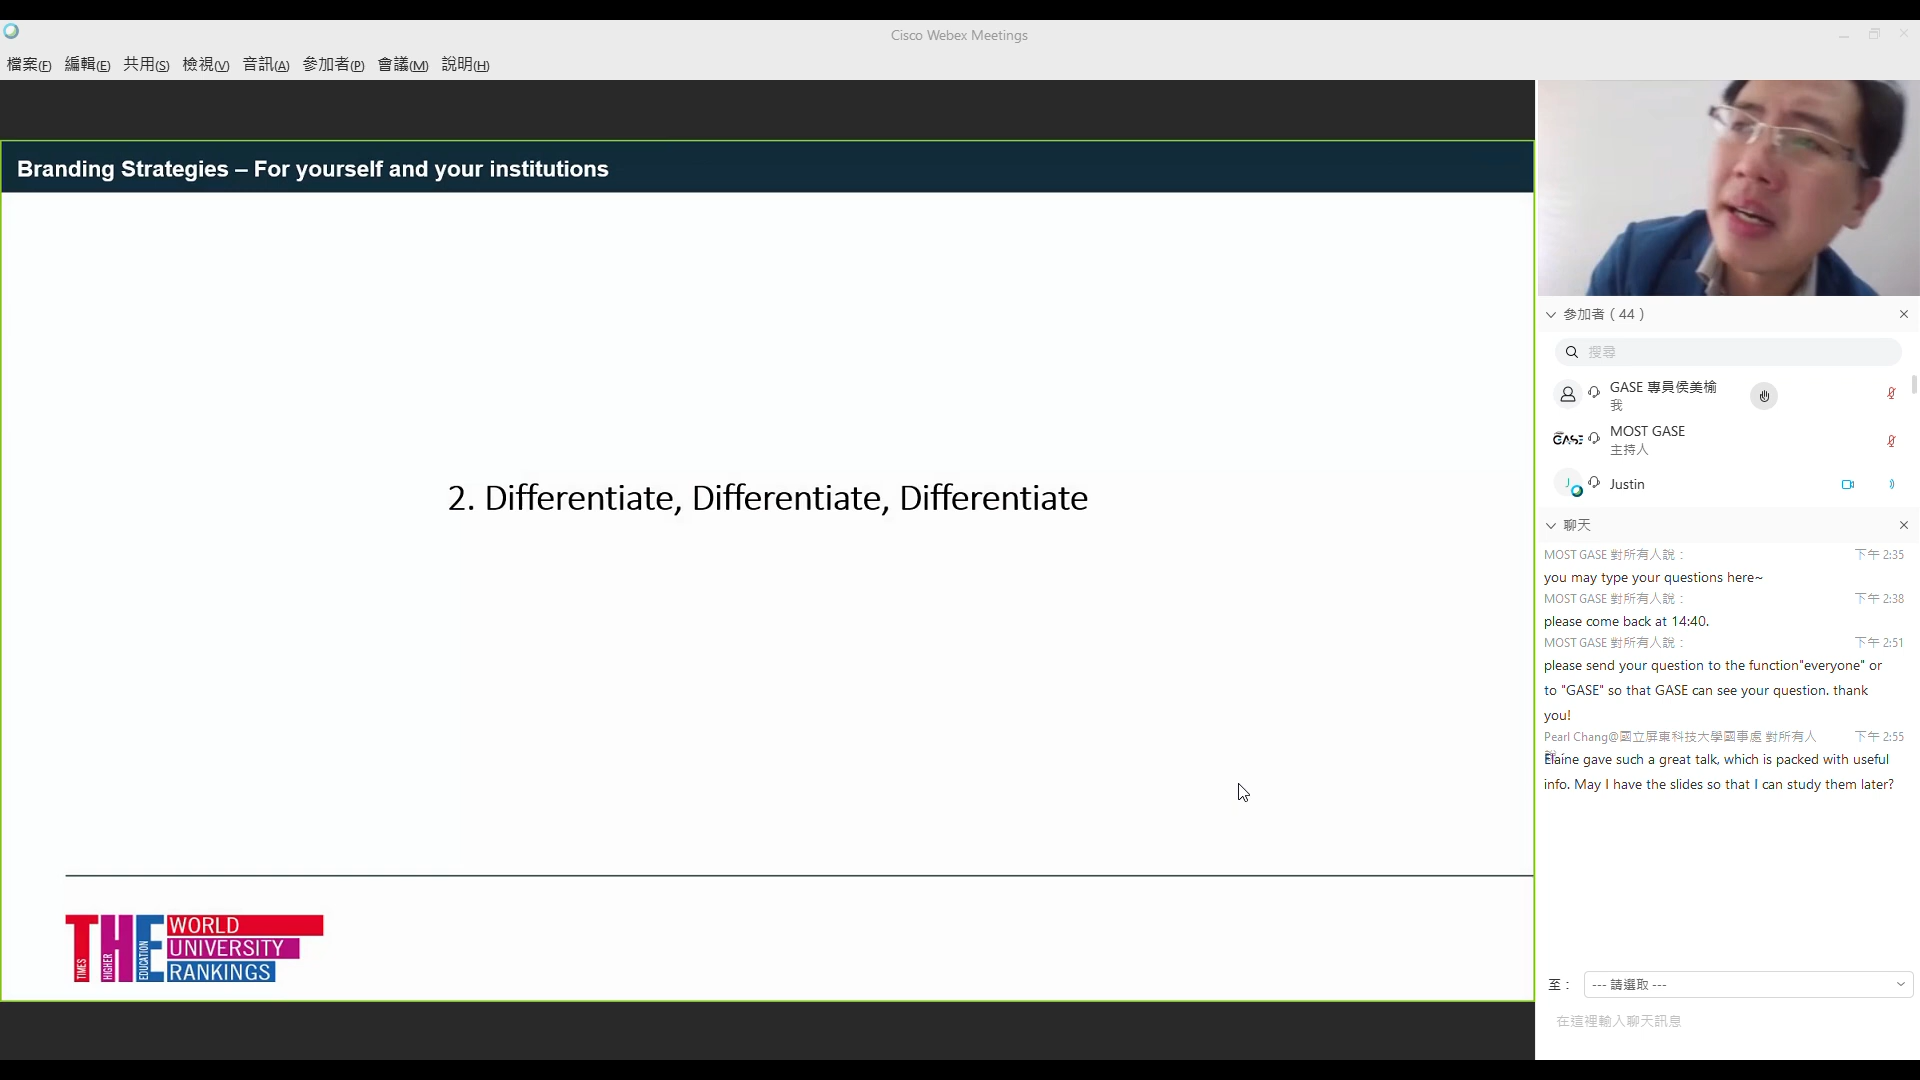 Cisco Webex Meetings
檔案(F) 編輯(E) 共用(S) 檢視(V) 音訊(A) 參加者(P) 會議(M) 說明(H)
Branding Strategies – For yourself and your institutions
2. Differentiate, Differentiate, Differentiate
THE
TIMES
HIGHER
EDUCATION
WORLD
UNIVERSITY
RANKINGS
參加者 ( 44 )
搜尋
GASE 專員侯美榆
我
GASE MOST GASE
主持人
J Justin
聊天
MOST GASE 對所有人說： 下午 2:35
you may type your questions here~
MOST GASE 對所有人說： 下午 2:38
please come back at 14:40.
MOST GASE 對所有人說： 下午 2:51
please send your question to the function"everyone" or
to "GASE" so that GASE can see your question. thank
you!
Pearl Chang@國立屏東科技大學國事處 對所有人 下午 2:55
Elaine gave such a great talk, which is packed with useful
info. May I have the slides so that I can study them later?
至： --- 請選取 ---
在這裡輸入聊天訊息